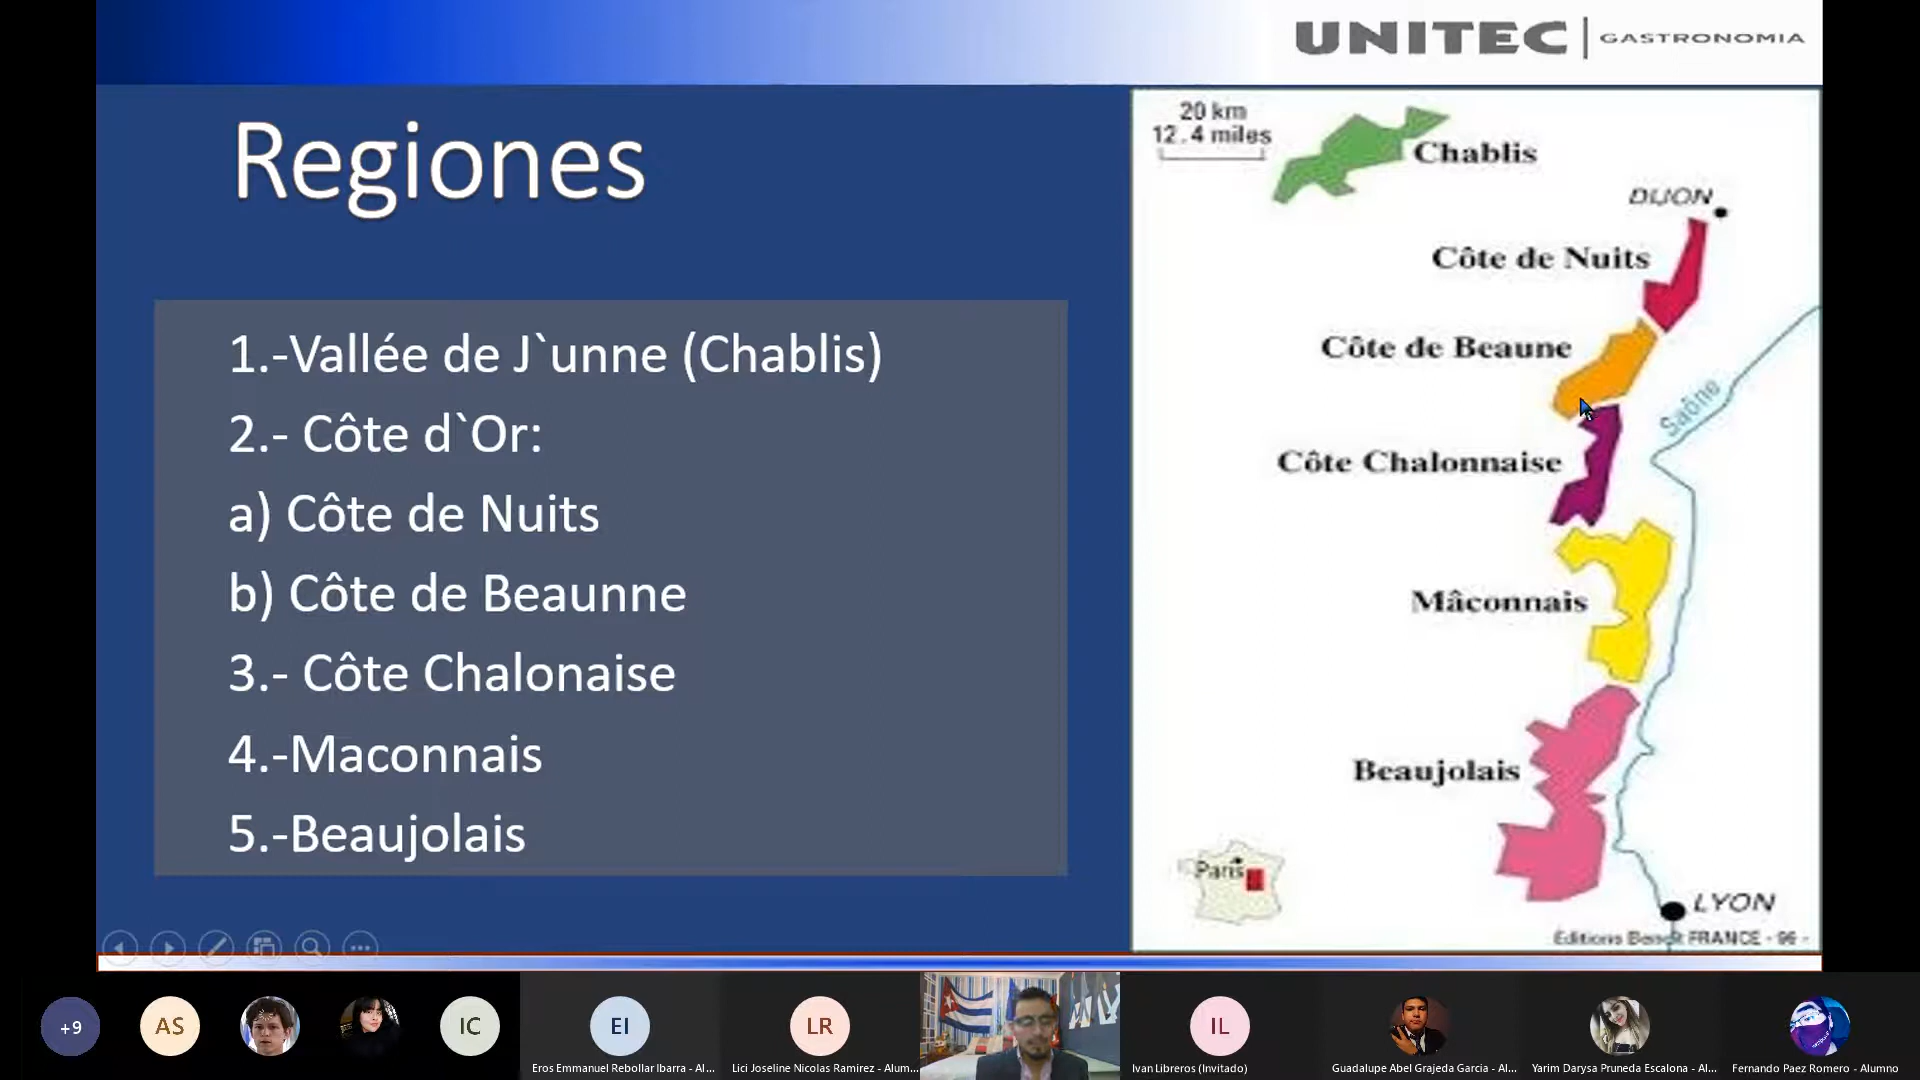 UNITEC | GASTRONOMIA
Regiones
1.-Vallée de J`unne (Chablis)
2.- Côte d`Or:
a) Côte de Nuits
b) Côte de Beaunne
3.- Côte Chalonaise
4.-Maconnais
5.-Beaujolais
20 km
12.4 miles
Chablis
DIJON
Côte de Nuits
Côte de Beaune
Saône
Côte Chalonnaise
Mâconnais
Beaujolais
Paris
LYON
Editions Benoit FRANCE - 96 -
+9
AS
IC
EI
LR
IL
Eros Emmanuel Rebollar Ibarra - Al...
Lici Joseline Nicolas Ramirez - Alum...
Ivan Libreros (Invitado)
Guadalupe Abel Grajeda Garcia - Al...
Yarim Darysa Pruneda Escalona - Al...
Fernando Paez Romero - Alumno